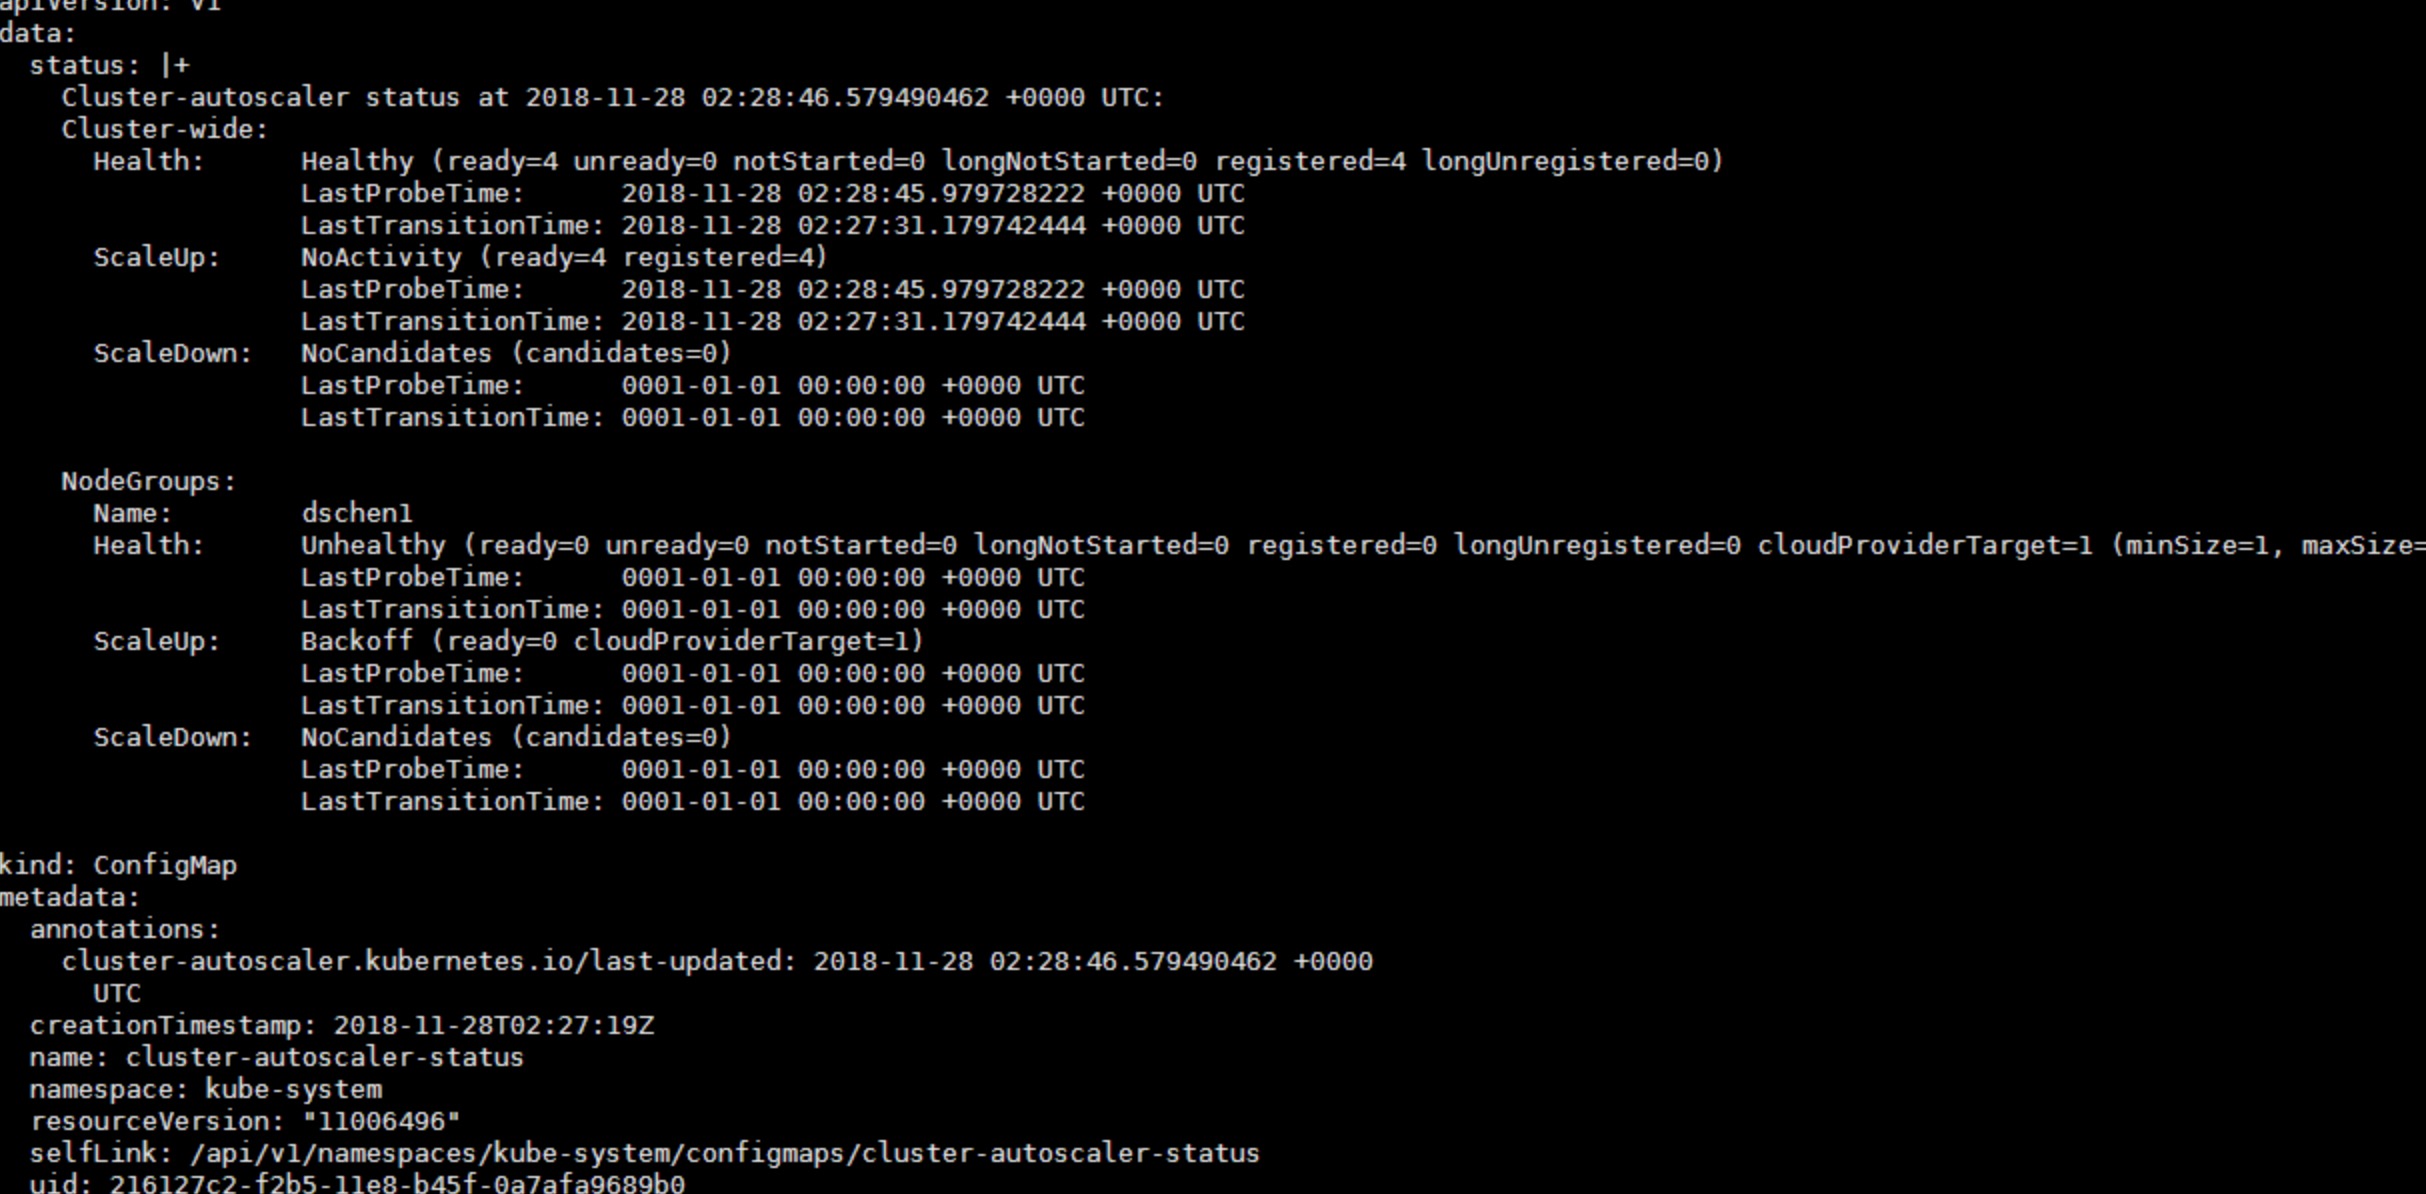 apiVersion: v1
data:
  status: |+
    Cluster-autoscaler status at 2018-11-28 02:28:46.579490462 +0000 UTC:
    Cluster-wide:
      Health:      Healthy (ready=4 unready=0 notStarted=0 longNotStarted=0 registered=4 longUnregistered=0)
                   LastProbeTime:      2018-11-28 02:28:45.979728222 +0000 UTC
                   LastTransitionTime: 2018-11-28 02:27:31.179742444 +0000 UTC
      ScaleUp:     NoActivity (ready=4 registered=4)
                   LastProbeTime:      2018-11-28 02:28:45.979728222 +0000 UTC
                   LastTransitionTime: 2018-11-28 02:27:31.179742444 +0000 UTC
      ScaleDown:   NoCandidates (candidates=0)
                   LastProbeTime:      0001-01-01 00:00:00 +0000 UTC
                   LastTransitionTime: 0001-01-01 00:00:00 +0000 UTC

    NodeGroups:
      Name:        dschen1
      Health:      Unhealthy (ready=0 unready=0 notStarted=0 longNotStarted=0 registered=0 longUnregistered=0 cloudProviderTarget=1 (minSize=1, maxSize=
                   LastProbeTime:      0001-01-01 00:00:00 +0000 UTC
                   LastTransitionTime: 0001-01-01 00:00:00 +0000 UTC
      ScaleUp:     Backoff (ready=0 cloudProviderTarget=1)
                   LastProbeTime:      0001-01-01 00:00:00 +0000 UTC
                   LastTransitionTime: 0001-01-01 00:00:00 +0000 UTC
      ScaleDown:   NoCandidates (candidates=0)
                   LastProbeTime:      0001-01-01 00:00:00 +0000 UTC
                   LastTransitionTime: 0001-01-01 00:00:00 +0000 UTC

kind: ConfigMap
metadata:
  annotations:
    cluster-autoscaler.kubernetes.io/last-updated: 2018-11-28 02:28:46.579490462 +0000
      UTC
  creationTimestamp: 2018-11-28T02:27:19Z
  name: cluster-autoscaler-status
  namespace: kube-system
  resourceVersion: "11006496"
  selfLink: /api/v1/namespaces/kube-system/configmaps/cluster-autoscaler-status
  uid: 216127c2-f2b5-11e8-b45f-0a7afa9689b0